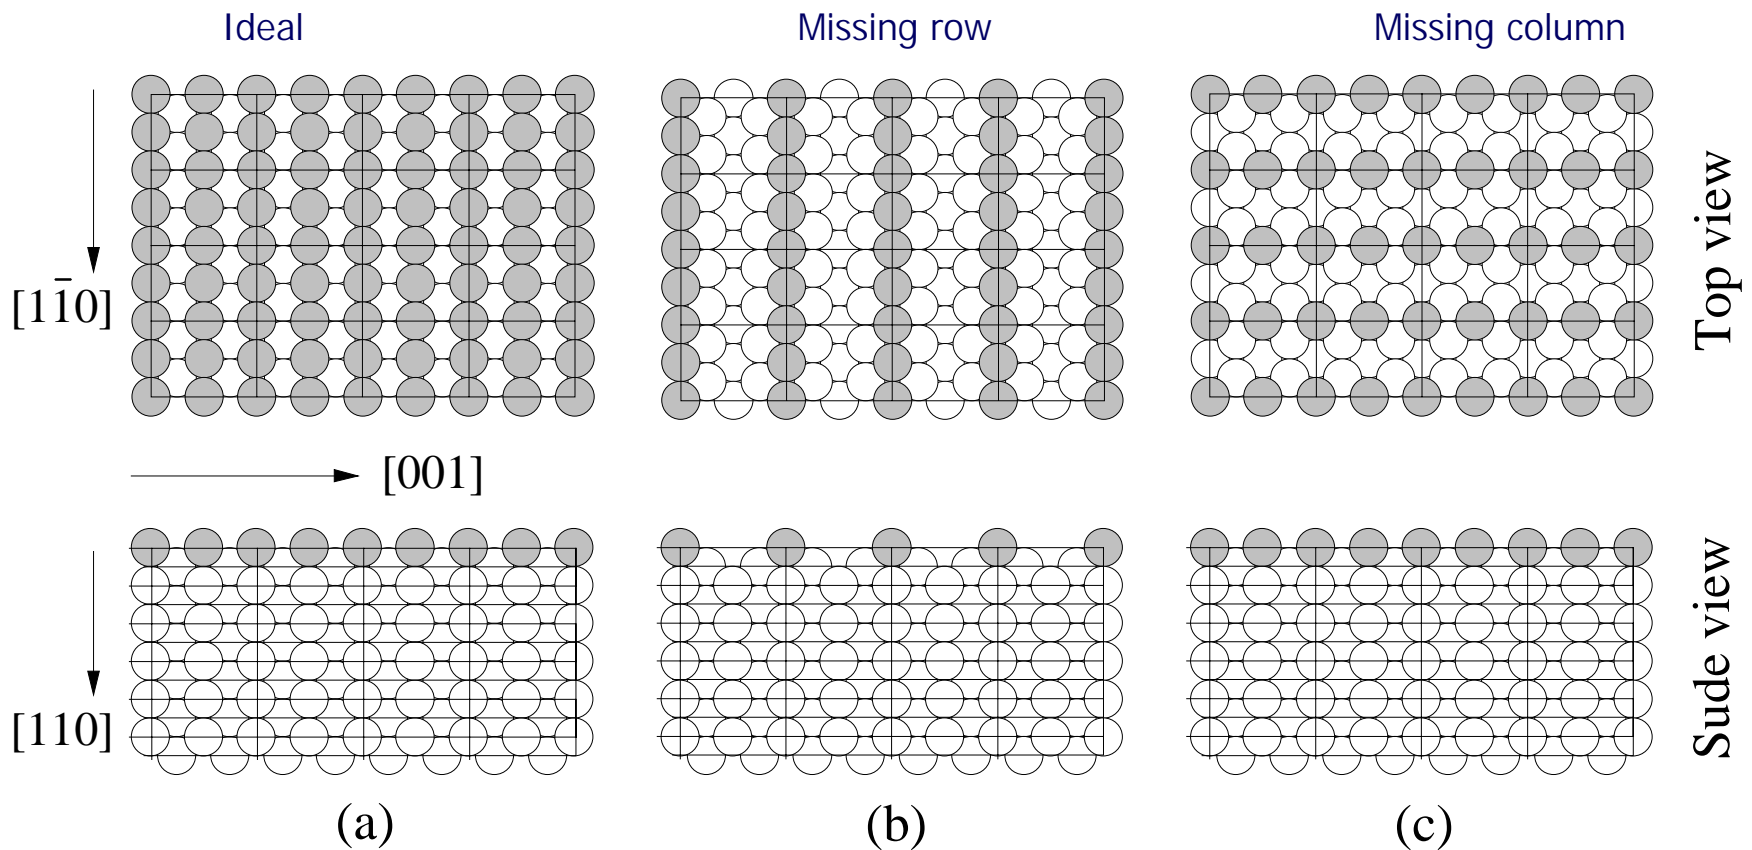 Ideal
Missing row
Missing column
[11̅0]
Top view
[001]
[110]
Sude view
(a)
(b)
(c)